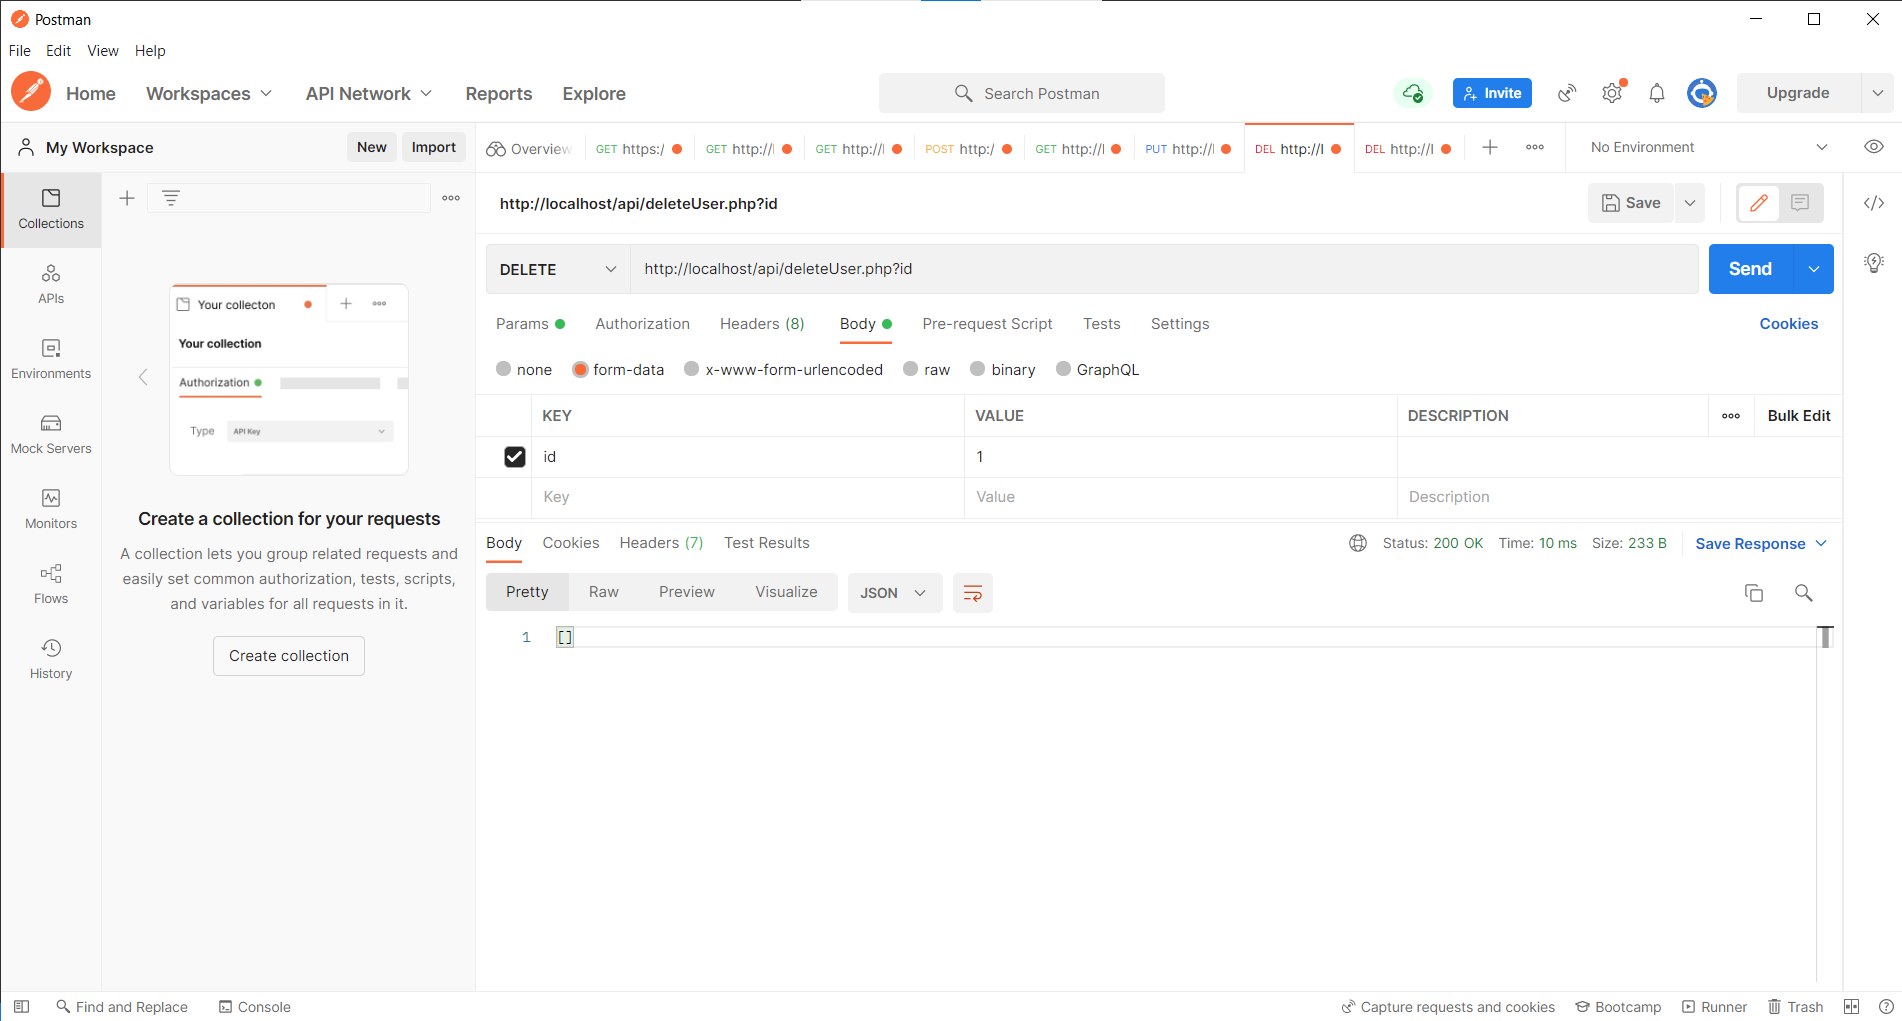 Postman
File Edit View Help
Home Workspaces API Network Reports Explore
Search Postman
Invite
Upgrade
My Workspace
New
Import
Overview
GET https:/
GET http://l
GET http://l
POST http:/
GET http://l
PUT http://l
DEL http://l
DEL http://l
No Environment
Collections
APIs
Environments
Mock Servers
Monitors
Flows
History
Your collecton
Your collection
Authorization
Type API Key
Create a collection for your requests
A collection lets you group related requests and
easily set common authorization, tests, scripts,
and variables for all requests in it.
Create collection
http://localhost/api/deleteUser.php?id
Save
DELETE http://localhost/api/deleteUser.php?id
Send
Params Authorization Headers (8) Body Pre-request Script Tests Settings
Cookies
none form-data x-www-form-urlencoded raw binary GraphQL
KEY VALUE DESCRIPTION Bulk Edit
id 1
Key Value Description
Body Cookies Headers (7) Test Results
Status: 200 OK Time: 10 ms Size: 233 B
Save Response
Pretty Raw Preview Visualize JSON
1 []
Find and Replace Console
Capture requests and cookies Bootcamp Runner Trash